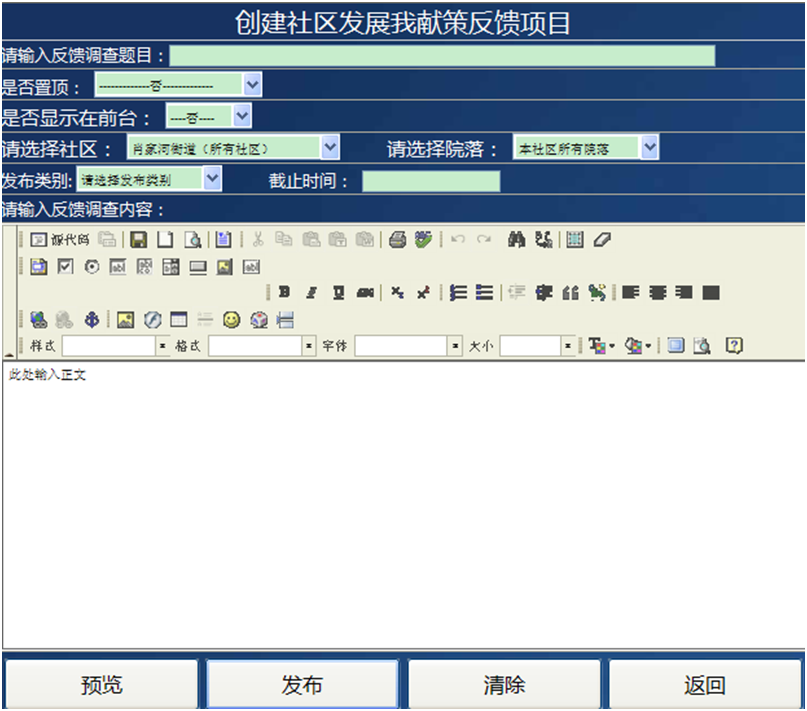 创建社区发展我献策反馈项目
请输入反馈调查题目：
是否置顶： -------------否-------------
是否显示在前台： ----否----
请选择社区： 肖家河街道（所有社区） 请选择院落： 本社区所有院落
发布类别: 请选择发布类别 截止时间：
请输入反馈调查内容：
源代码
样式 格式 字体 大小
此处输入正文
预览 发布 清除 返回